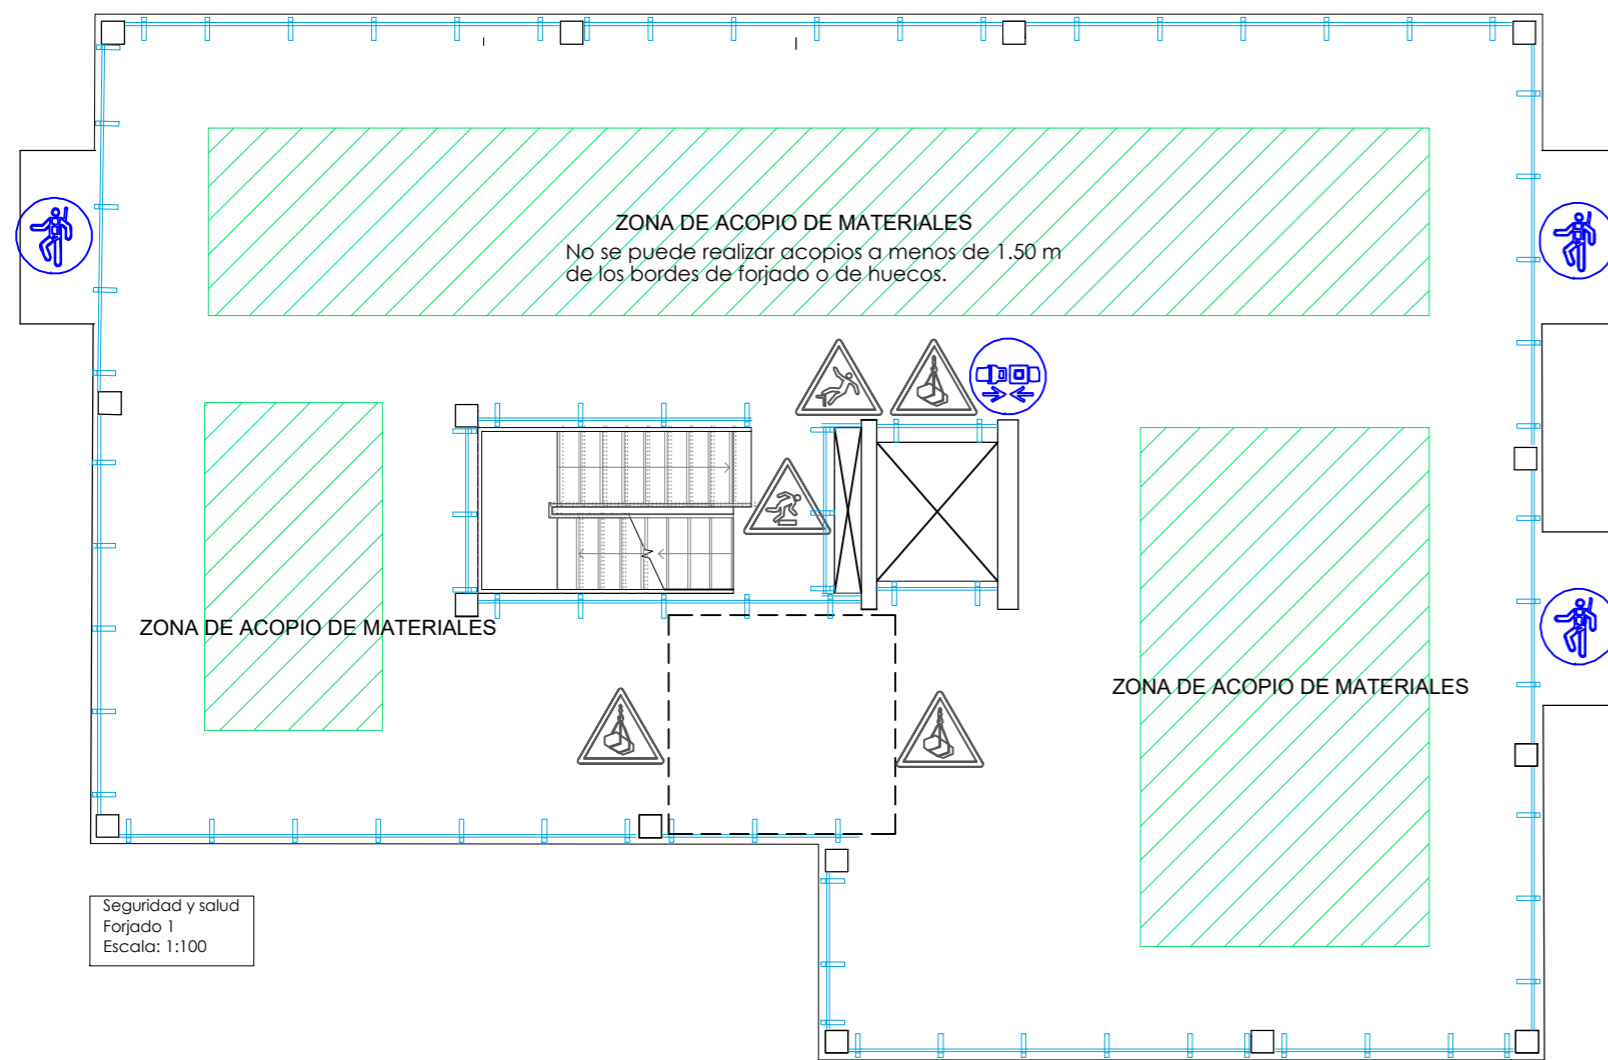 ZONA DE ACOPIO DE MATERIALES
No se puede realizar acopios a menos de 1.50 m
de los bordes de forjado o de huecos.
ZONA DE ACOPIO DE MATERIALES
ZONA DE ACOPIO DE MATERIALES
Seguridad y salud
Forjado 1
Escala: 1:100